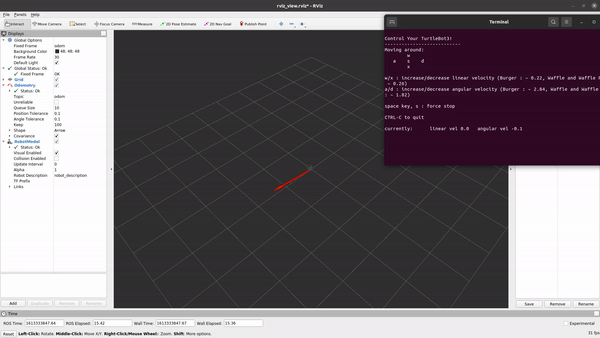 rviz_view.rviz* - RViz
File Panels Help
Interact Move Camera Select Focus Camera Measure 2D Pose Estimate 2D Nav Goal Publish Point
Displays
Global Options
Fixed Frame odom
Background Color 48; 48; 48
Frame Rate 30
Default Light
Global Status: Ok
Fixed Frame OK
Grid
Odometry
Status: Ok
Topic odom
Unreliable
Queue Size 10
Position Tolerance 0.1
Angle Tolerance 0.1
Keep 100
Shape Arrow
Covariance
RobotModel
Status: Ok
Visual Enabled
Collision Enabled
Update Interval 0
Alpha 1
Robot Description robot_description
TF Prefix
Links
Add Duplicate Remove Rename
Terminal
Control Your TurtleBot3!
---------------------------
Moving around:
w
a s d
x
w/x : increase/decrease linear velocity (Burger : ~ 0.22, Waffle and Waffle P
: ~ 0.26)
a/d : increase/decrease angular velocity (Burger : ~ 2.84, Waffle and Waffle
: ~ 1.82)
space key, s : force stop
CTRL-C to quit
currently: linear vel 0.0 angular vel -0.1
Save Remove Rename
Time
ROS Time: 1613333847.64 ROS Elapsed: 15.42 Wall Time: 1613333847.67 Wall Elapsed: 15.36 Experimental
Reset Left-Click: Rotate. Middle-Click: Move X/Y. Right-Click/Mouse Wheel: Zoom. Shift: More options. 31 fps